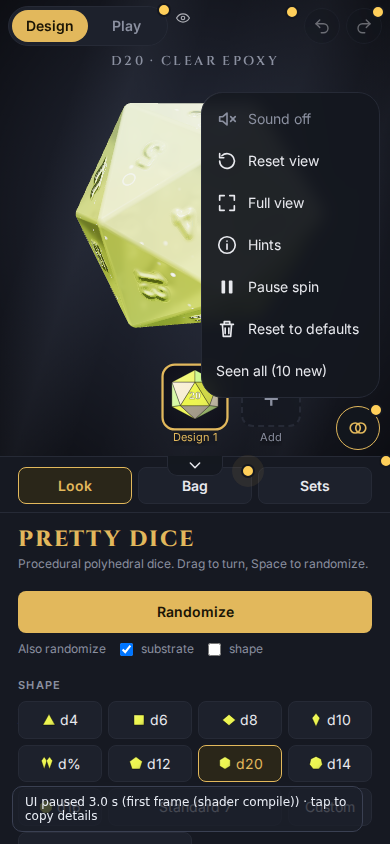 Design
Play
D20 · CLEAR EPOXY
Sound off
Reset view
Full view
Hints
Pause spin
Reset to defaults
Seen all (10 new)
20
Design 1
+
Add
Look
Bag
Sets
PRETTY DICE
Procedural polyhedral dice. Drag to turn, Space to randomize.
Randomize
Also randomize substrate shape
SHAPE
d4
d6
d8
d10
d%
d12
d20
d14
UI paused 3.0 s (first frame (shader compile)) · tap to
copy details